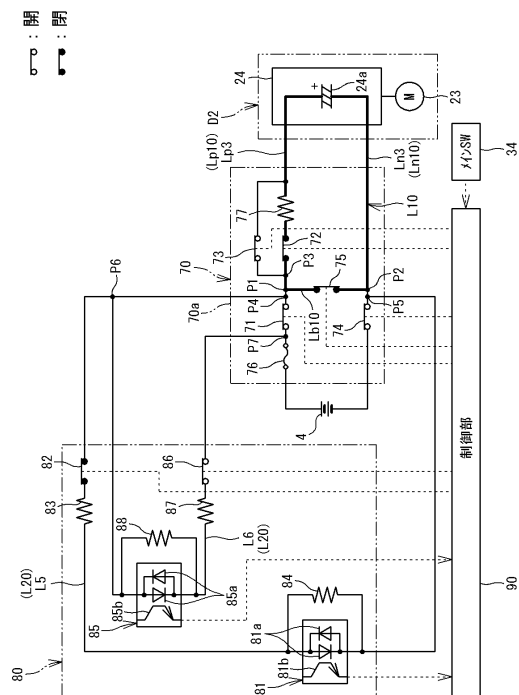 ：開
：閉
24
24a
+
M
23
D2
(Lp10)
Lp3
Ln3
(Ln10)
L10
メインSW
34
70
70a
73
77
72
P3
75
P1
P4
71
P7
76
Lb10
P2
P5
74
4
P6
82
83
86
87
88
L6
(L20)
(L20)
L5
85b
85
85a
84
81a
81b
81
80
制御部
90